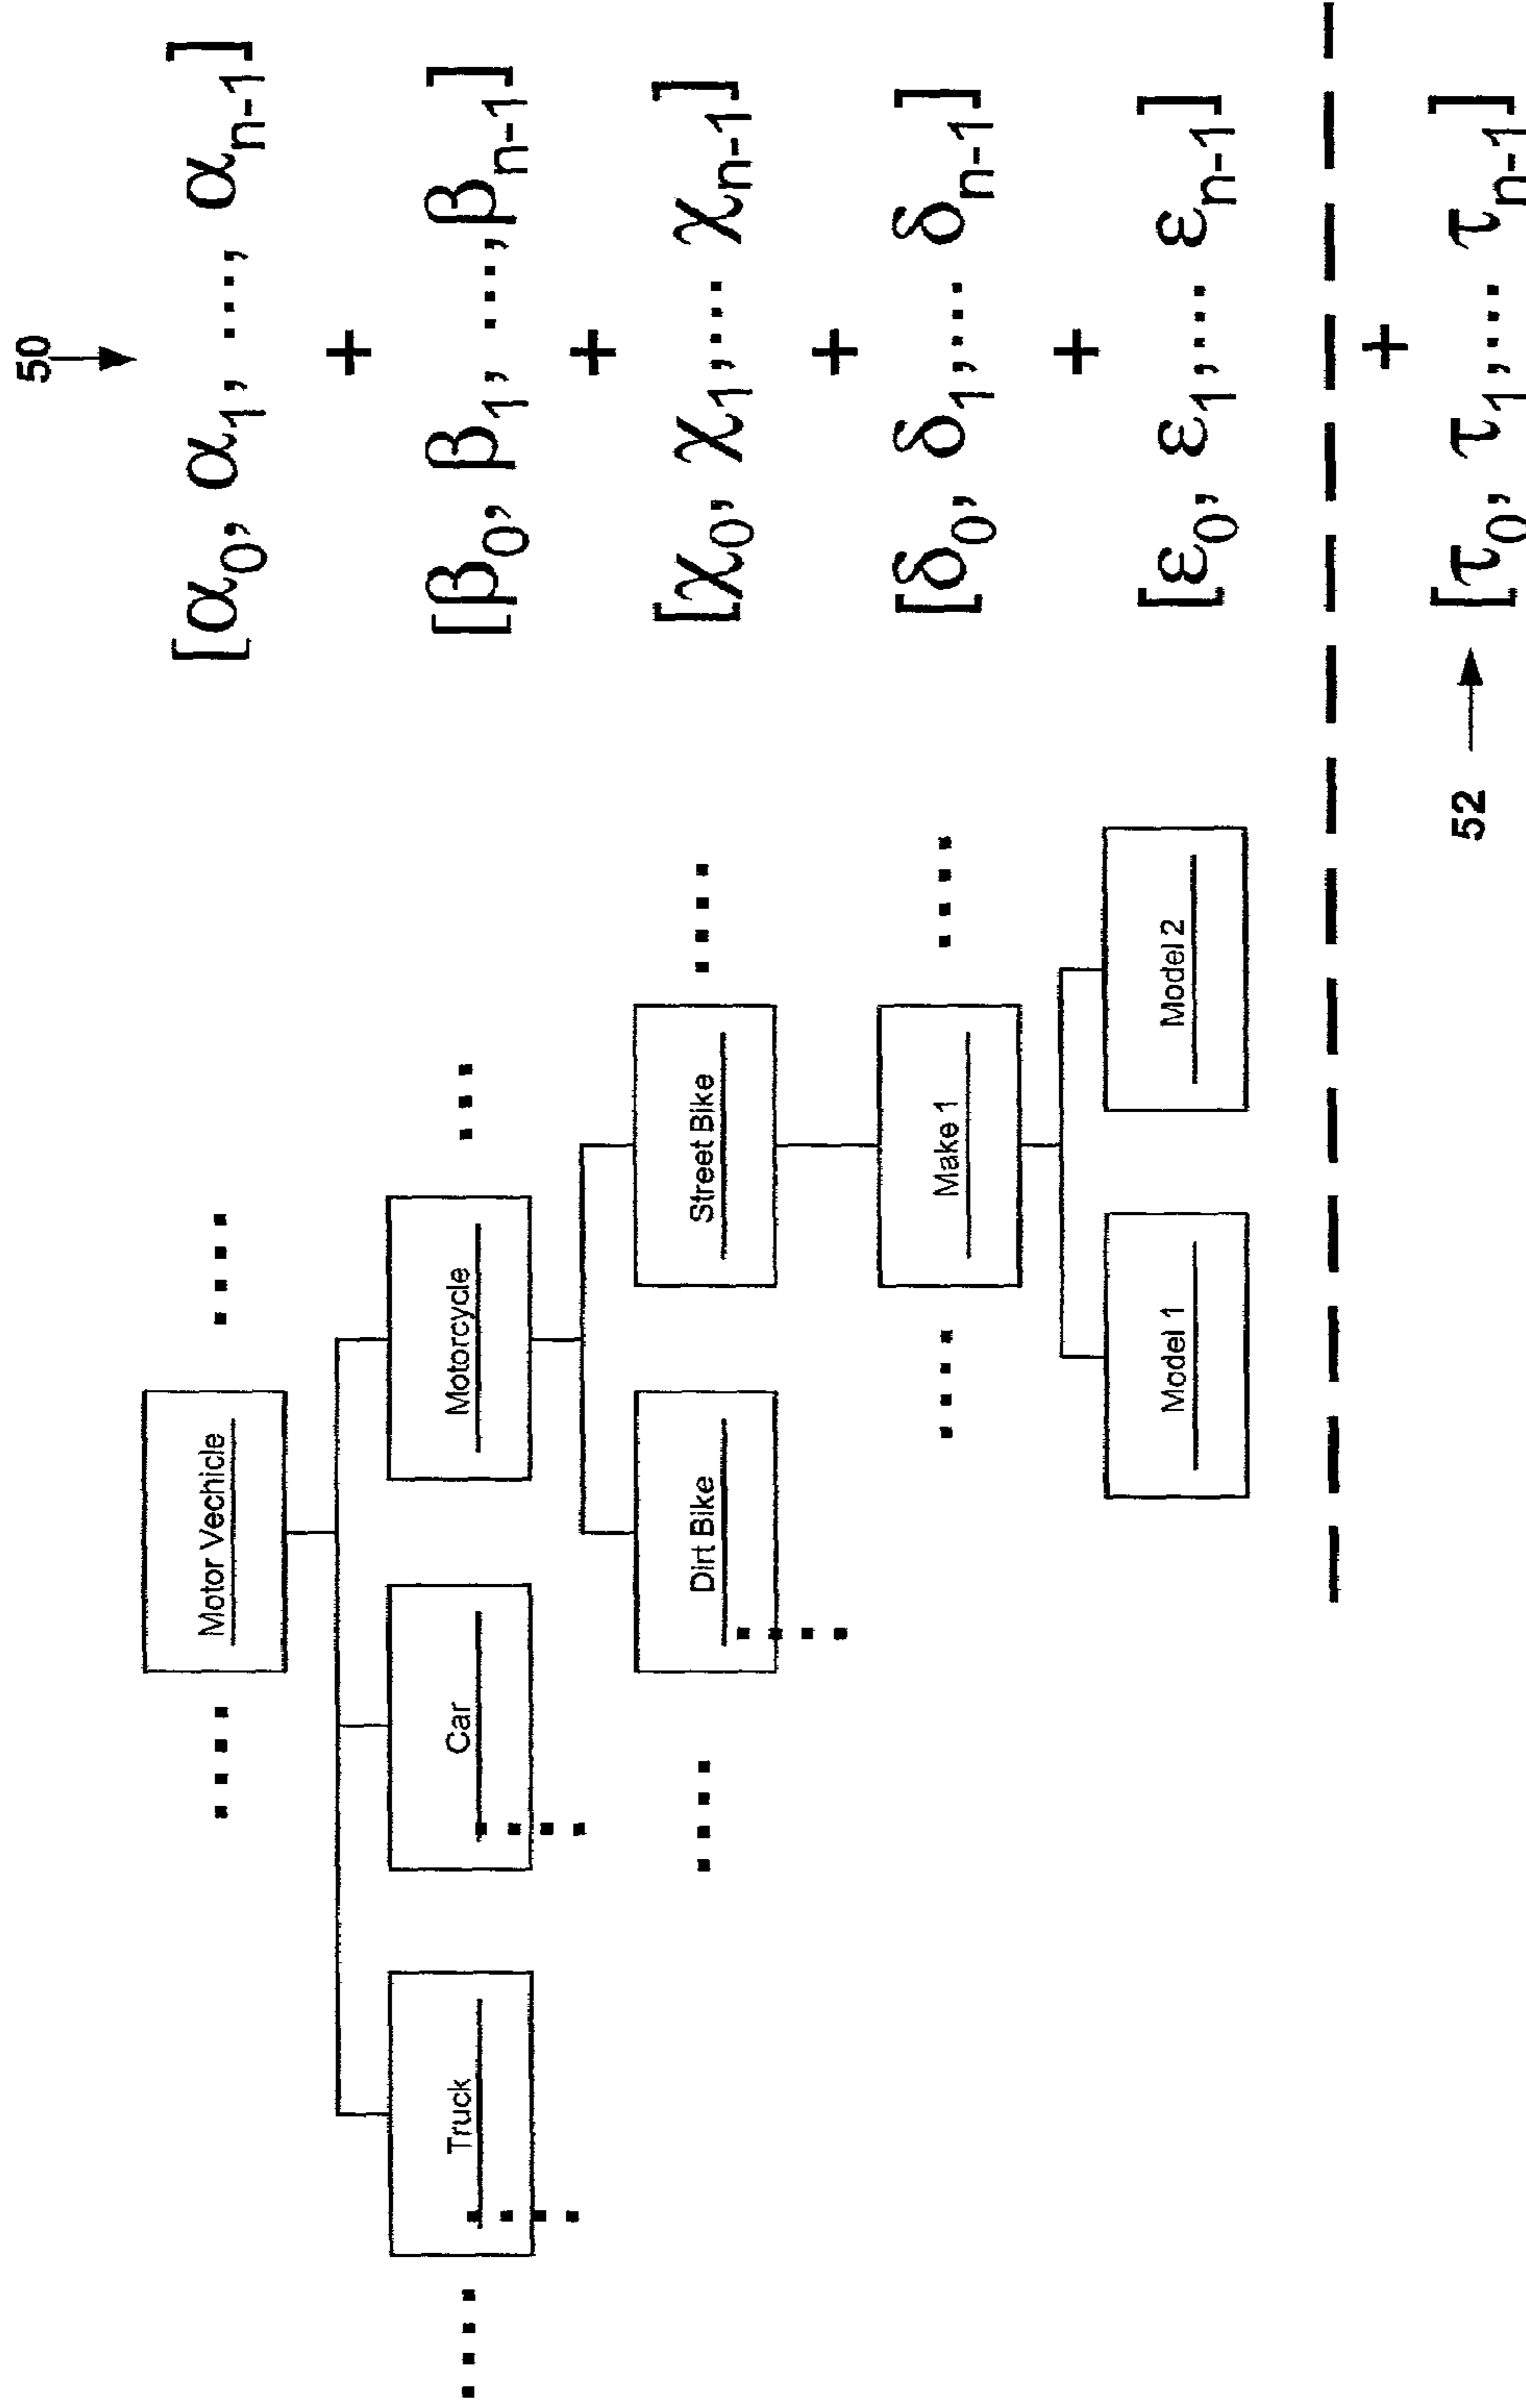 50
[α₀, α₁, ...., αₙ₋₁]
Motor Vechicle
+
Truck
Car
Motorcycle
[β₀, β₁, ....,βₙ₋₁]
+
Dirt Bike
Street Bike
[χ₀, χ₁,.... χₙ₋₁]
+
Make 1
[δ₀, δ₁,.... δₙ₋₁]
+
Model 1
Model 2
[ε₀, ε₁,.... εₙ₋₁]
+
52
[τ₀, τ₁,.... τₙ₋₁]